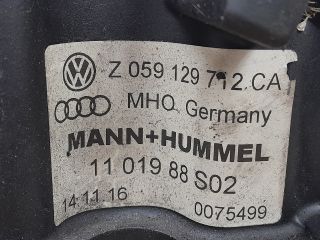 Z 059 129 712 CA
MHO Germany
MANN+HUMMEL
11 019 88 S02
14.11.16 0075499